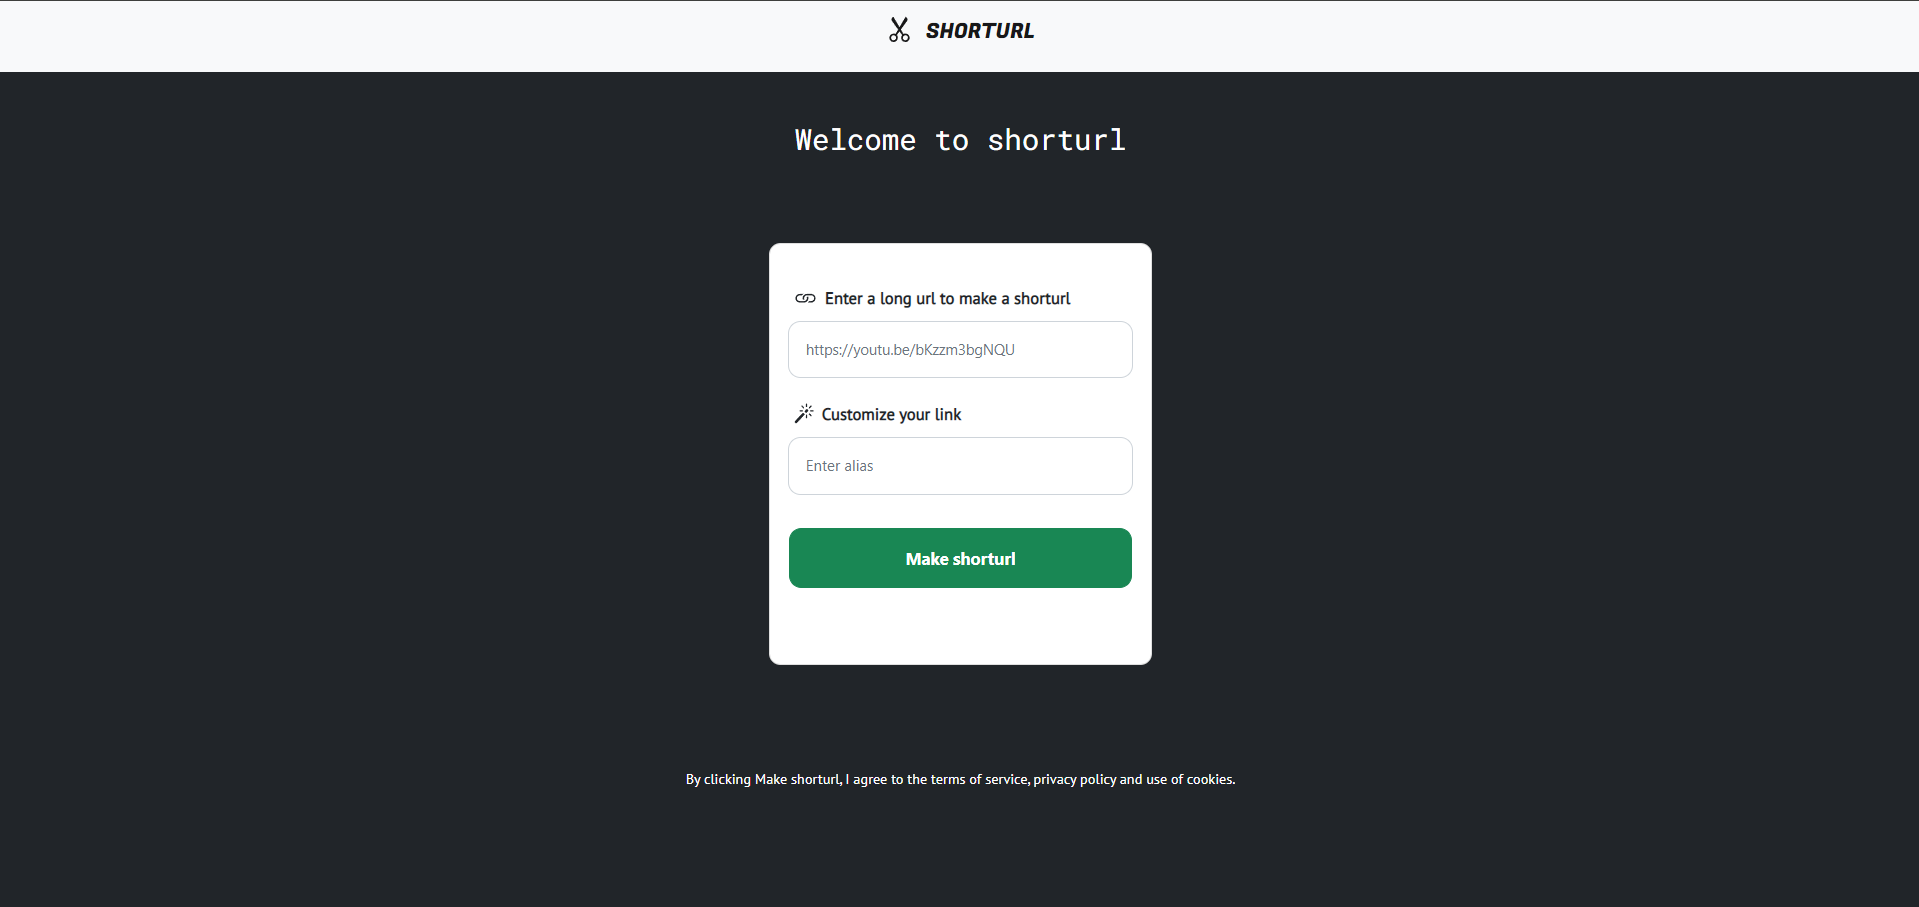 SHORTURL
Welcome to shorturl
Enter a long url to make a shorturl
https://youtu.be/bKzzm3bgNQU
Customize your link
Enter alias
Make shorturl
By clicking Make shorturl, I agree to the terms of service, privacy policy and use of cookies.